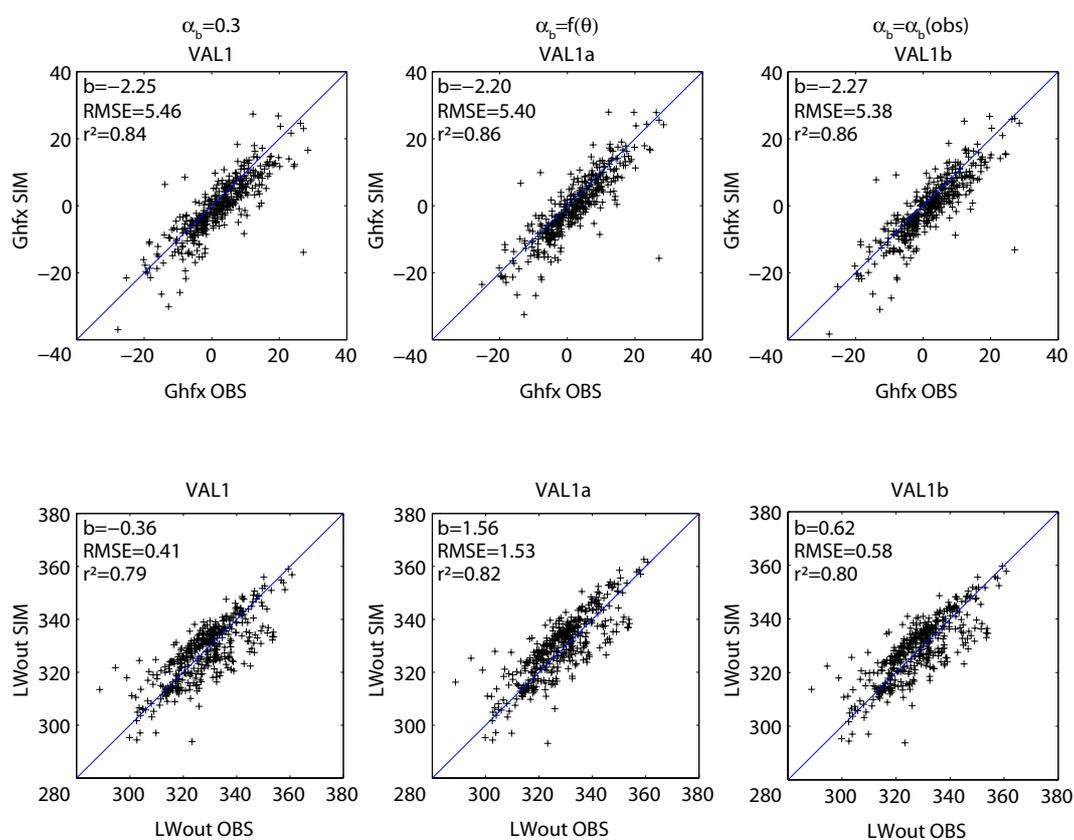 α_b=0.3
VAL1
α_b=f(θ)
VAL1a
α_b=α_b(obs)
VAL1b
b=−2.25
RMSE=5.46
r²=0.84
b=−2.20
RMSE=5.40
r²=0.86
b=−2.27
RMSE=5.38
r²=0.86
40
20
0
−20
−40
Ghfx SIM
40
20
0
−20
−40
Ghfx SIM
40
20
0
−20
−40
Ghfx SIM
−20 0 20 40
−20 0 20 40
−20 0 20 40
Ghfx OBS
Ghfx OBS
Ghfx OBS
VAL1
VAL1a
VAL1b
b=−0.36
RMSE=0.41
r²=0.79
b=1.56
RMSE=1.53
r²=0.82
b=0.62
RMSE=0.58
r²=0.80
380
360
340
320
300
280
LWout SIM
380
360
340
320
300
280
LWout SIM
380
360
340
320
300
280
LWout SIM
300 320 340 360 380
300 320 340 360 380
300 320 340 360 380
LWout OBS
LWout OBS
LWout OBS